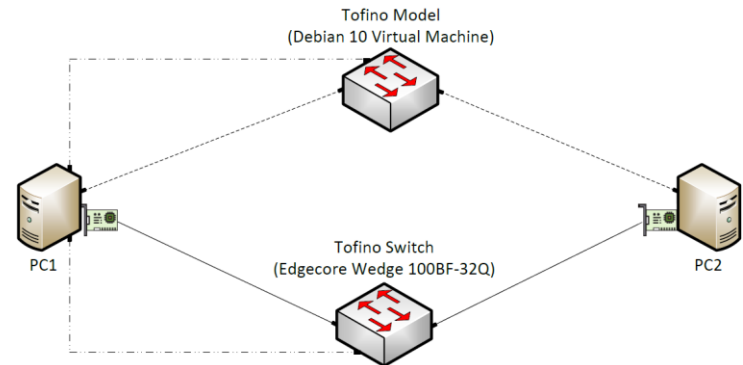 Tofino Model
(Debian 10 Virtual Machine)
PC1
Tofino Switch
(Edgecore Wedge 100BF-32Q)
PC2